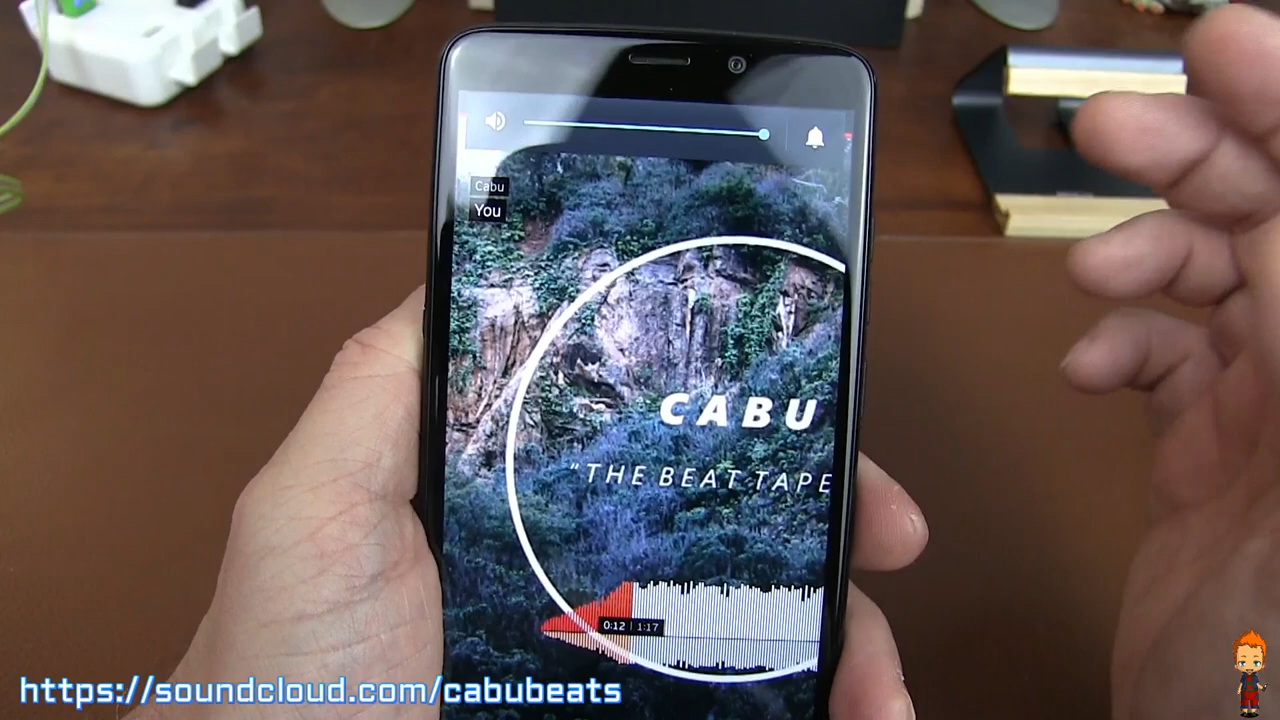 Cabu
You
CABU
"THE BEAT TAPE
0:12 | 1:17
https://soundcloud.com/cabubeats